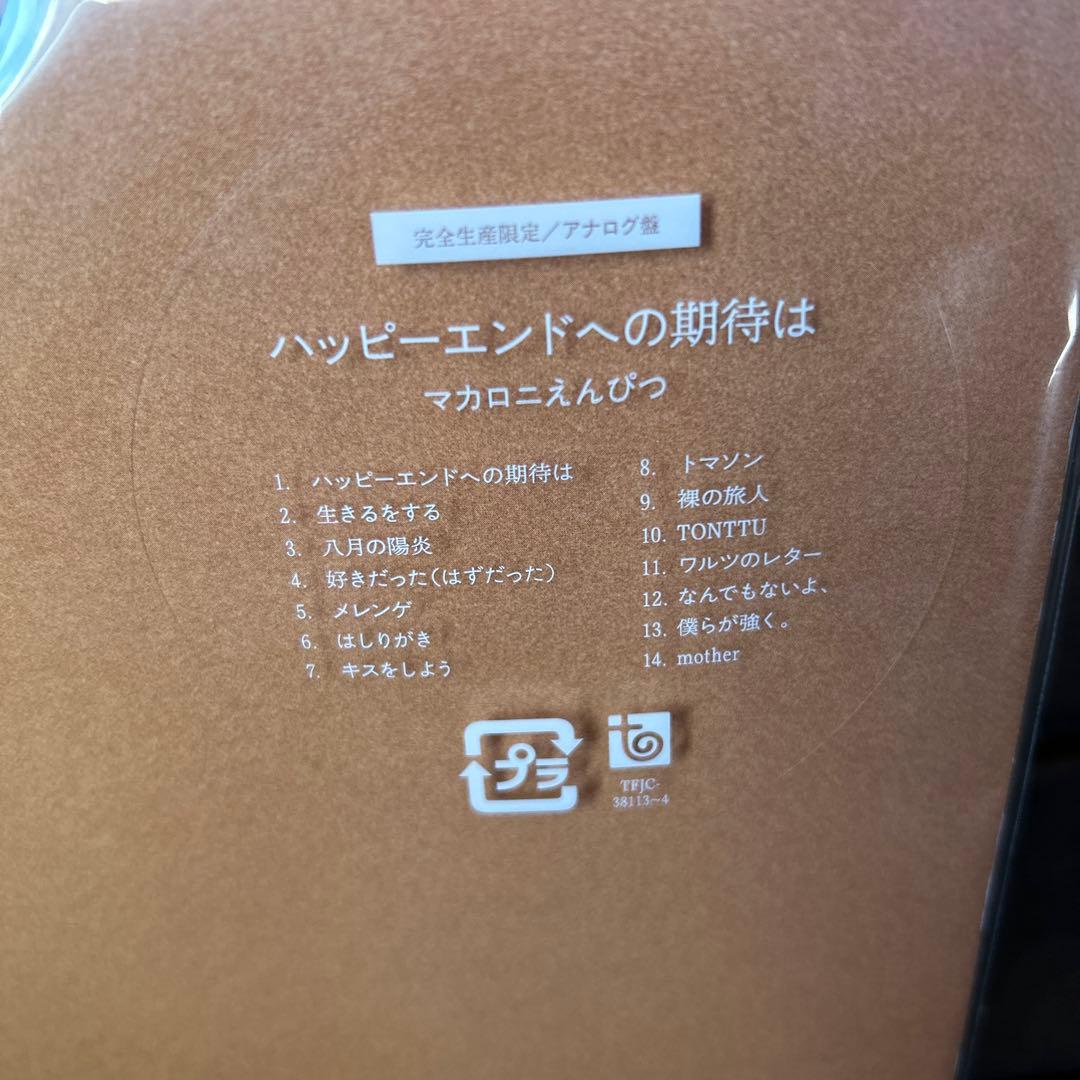 完全生産限定/アナログ盤
ハッピーエンドへの期待は
マカロニえんぴつ
1. ハッピーエンドへの期待は
2. 生きるをする
3. 八月の陽炎
4. 好きだった(はずだった)
5. メレンゲ
6. はしりがき
7. キスをしよう
8. トマソン
9. 裸の旅人
10. TONTTU
11. ワルツのレター
12. なんでもないよ、
13. 僕らが強く。
14. mother
プラ
TFJC-
38113~4